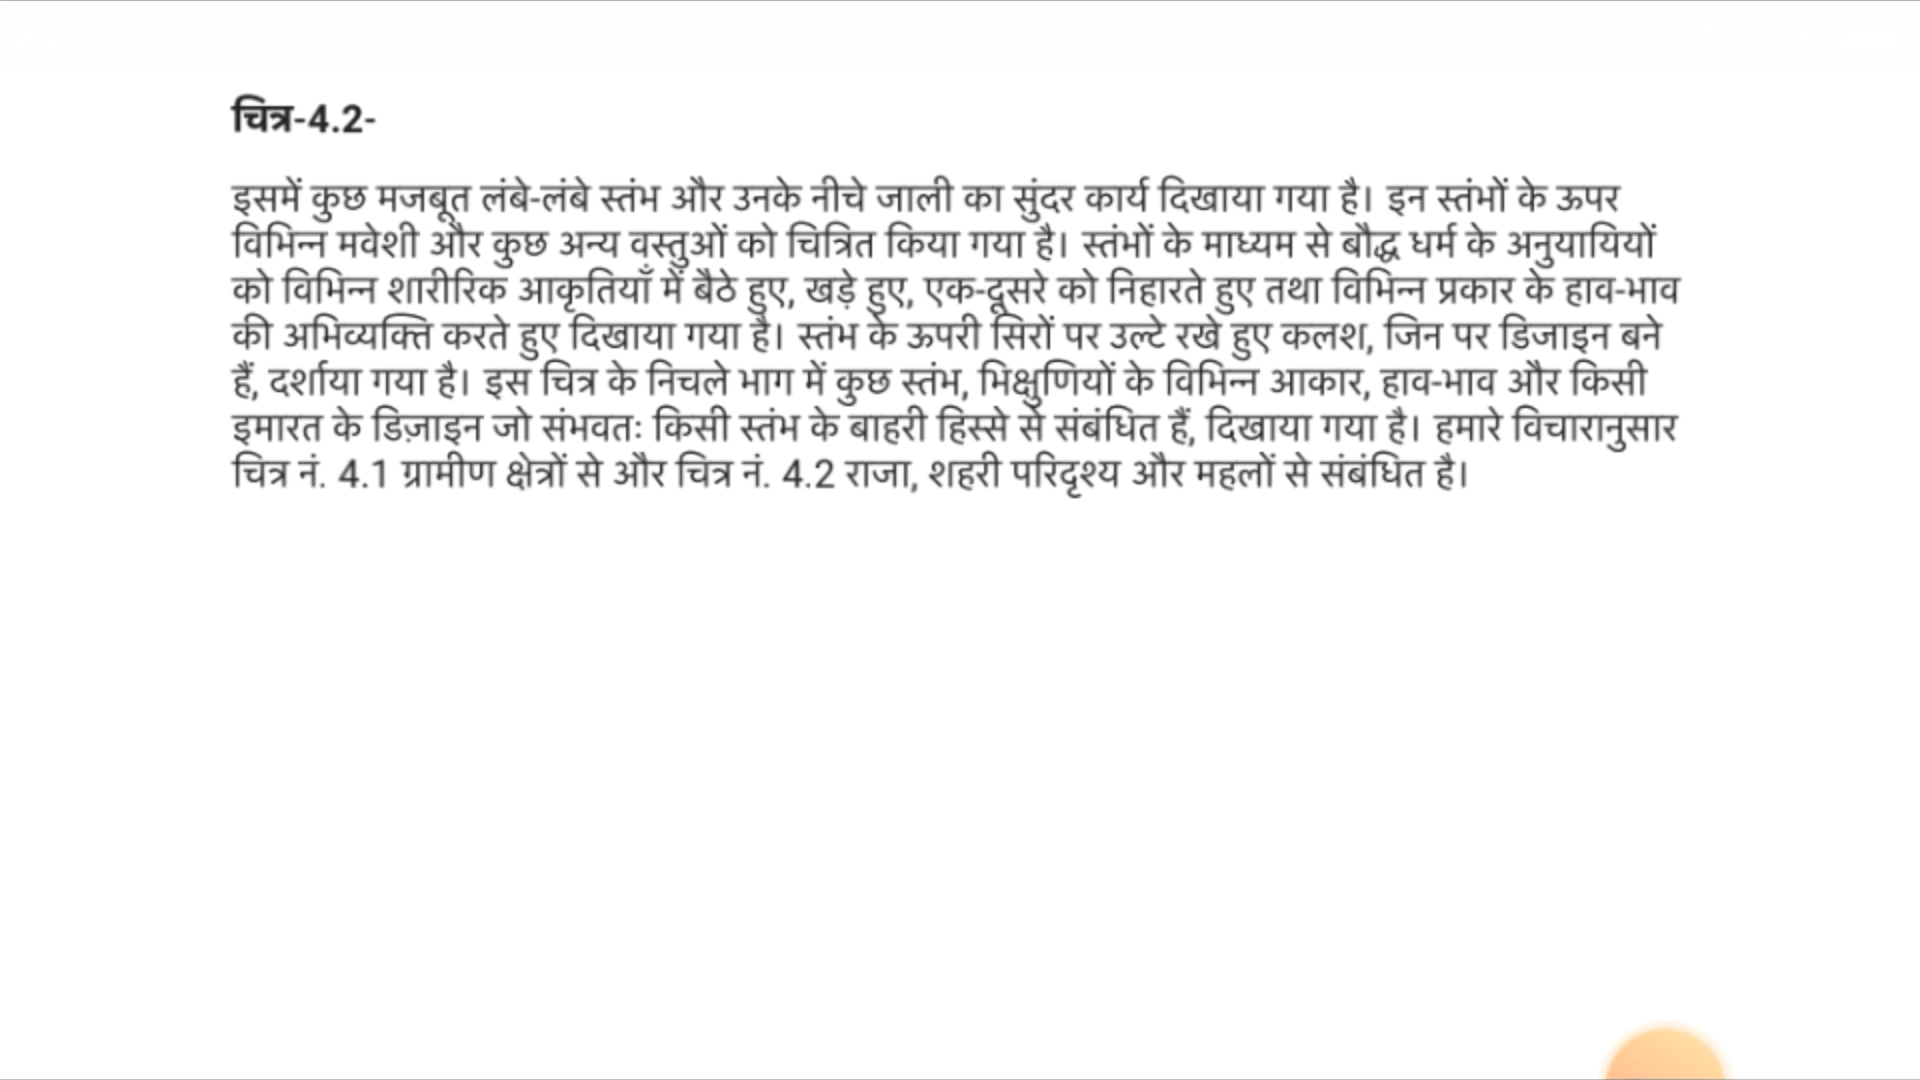 चित्र-4.2-
इसमें कुछ मजबूत लंबे-लंबे स्तंभ और उनके नीचे जाली का सुंदर कार्य दिखाया गया है। इन स्तंभों के ऊपर
विभिन्न मवेशी और कुछ अन्य वस्तुओं को चित्रित किया गया है। स्तंभों के माध्यम से बौद्ध धर्म के अनुयायियों
को विभिन्न शारीरिक आकृतियाँ में बैठे हुए, खड़े हुए, एक-दूसरे को निहारते हुए तथा विभिन्न प्रकार के हाव-भाव
की अभिव्यक्ति करते हुए दिखाया गया है। स्तंभ के ऊपरी सिरों पर उल्टे रखे हुए कलश, जिन पर डिजाइन बने
हैं, दर्शाया गया है। इस चित्र के निचले भाग में कुछ स्तंभ, भिक्षुणियों के विभिन्न आकार, हाव-भाव और किसी
इमारत के डिज़ाइन जो संभवतः किसी स्तंभ के बाहरी हिस्से से संबंधित हैं, दिखाया गया है। हमारे विचारानुसार
चित्र नं. 4.1 ग्रामीण क्षेत्रों से और चित्र नं. 4.2 राजा, शहरी परिदृश्य और महलों से संबंधित है।